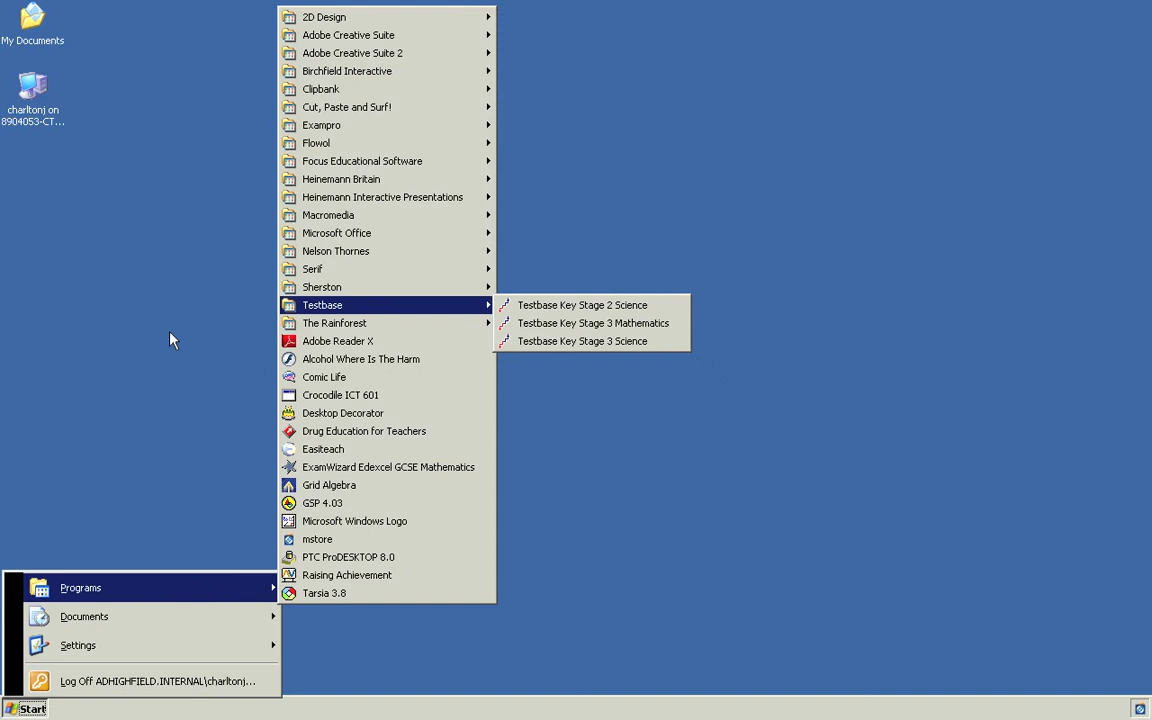 My Documents
charltonj on
8904053-CT...
2D Design
Adobe Creative Suite
Adobe Creative Suite 2
Birchfield Interactive
Clipbank
Cut, Paste and Surf!
Exampro
Flowol
Focus Educational Software
Heinemann Britain
Heinemann Interactive Presentations
Macromedia
Microsoft Office
Nelson Thornes
Serif
Sherston
Testbase
The Rainforest
Adobe Reader X
Alcohol Where Is The Harm
Comic Life
Crocodile ICT 601
Desktop Decorator
Drug Education for Teachers
Easiteach
ExamWizard Edexcel GCSE Mathematics
Grid Algebra
GSP 4.03
Microsoft Windows Logo
mstore
PTC ProDESKTOP 8.0
Raising Achievement
Tarsia 3.8
Testbase Key Stage 2 Science
Testbase Key Stage 3 Mathematics
Testbase Key Stage 3 Science
Programs
Documents
Settings
Log Off ADHIGHFIELD.INTERNAL\charltonj...
Start